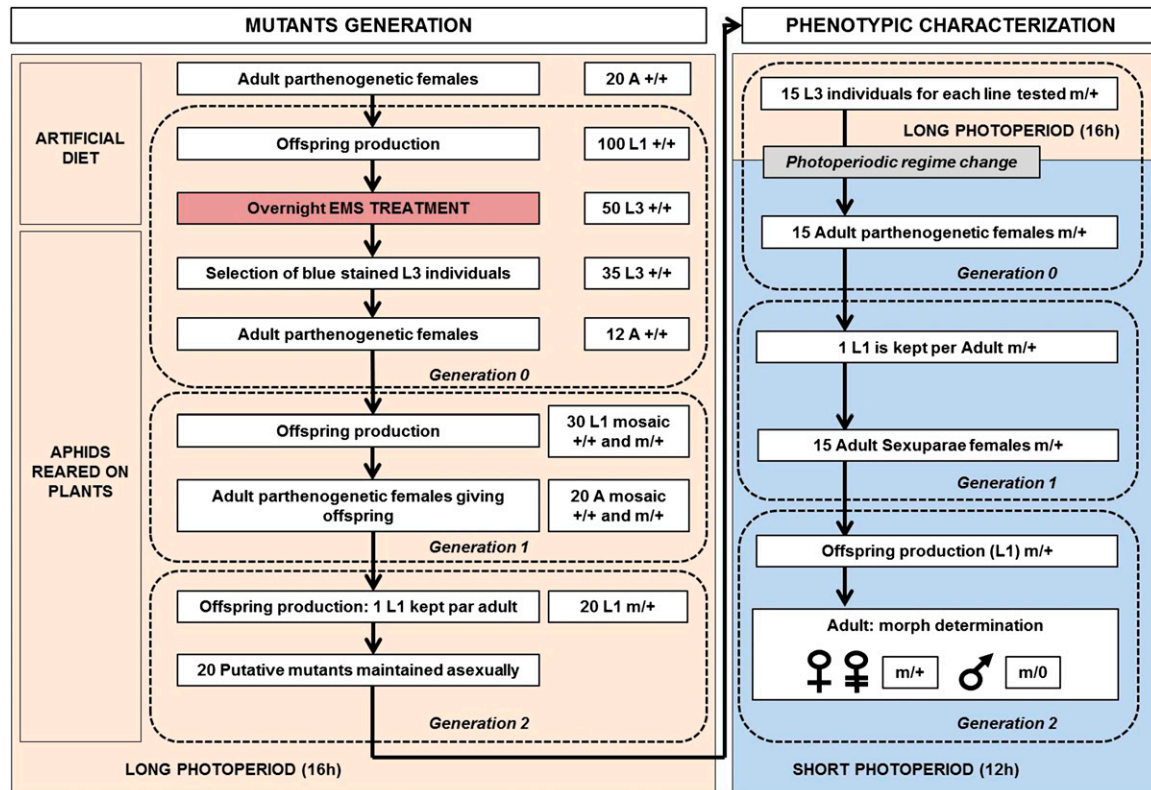 MUTANTS GENERATION
ARTIFICIAL
DIET
APHIDS
REARED ON
PLANTS
Adult parthenogenetic females
20 A +/+
Offspring production
100 L1 +/+
Overnight EMS TREATMENT
50 L3 +/+
Selection of blue stained L3 individuals
35 L3 +/+
Adult parthenogenetic females
12 A +/+
Generation 0
Offspring production
30 L1 mosaic
+/+ and m/+
Adult parthenogenetic females giving
offspring
20 A mosaic
+/+ and m/+
Generation 1
Offspring production: 1 L1 kept par adult
20 L1 m/+
20 Putative mutants maintained asexually
Generation 2
LONG PHOTOPERIOD (16h)
PHENOTYPIC CHARACTERIZATION
15 L3 individuals for each line tested m/+
LONG PHOTOPERIOD (16h)
Photoperiodic regime change
15 Adult parthenogenetic females m/+
Generation 0
1 L1 is kept per Adult m/+
15 Adult Sexuparae females m/+
Generation 1
Offspring production (L1) m/+
Adult: morph determination
m/+
m/0
Generation 2
SHORT PHOTOPERIOD (12h)